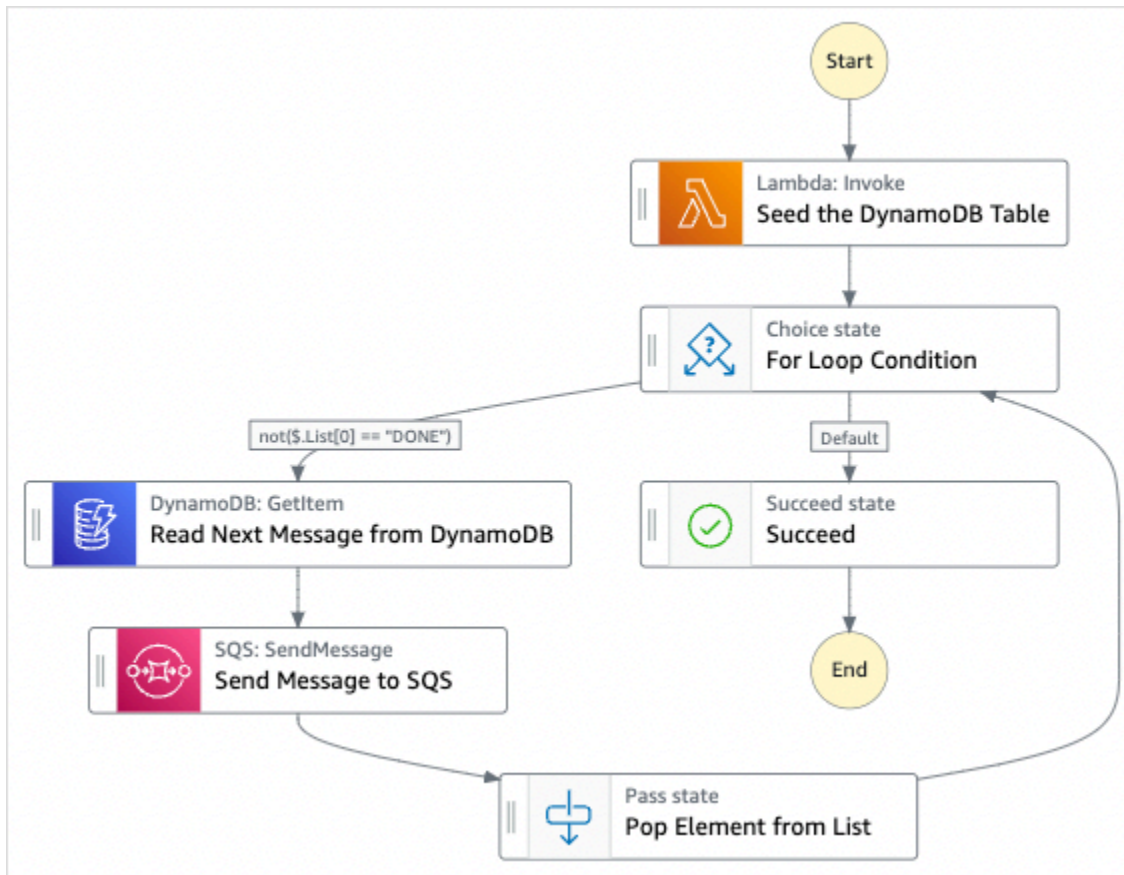 Start
Lambda: Invoke
Seed the DynamoDB Table
Choice state
For Loop Condition
not($.List[0] == "DONE")
Default
DynamoDB: GetItem
Read Next Message from DynamoDB
Succeed state
Succeed
SQS: SendMessage
Send Message to SQS
End
Pass state
Pop Element from List